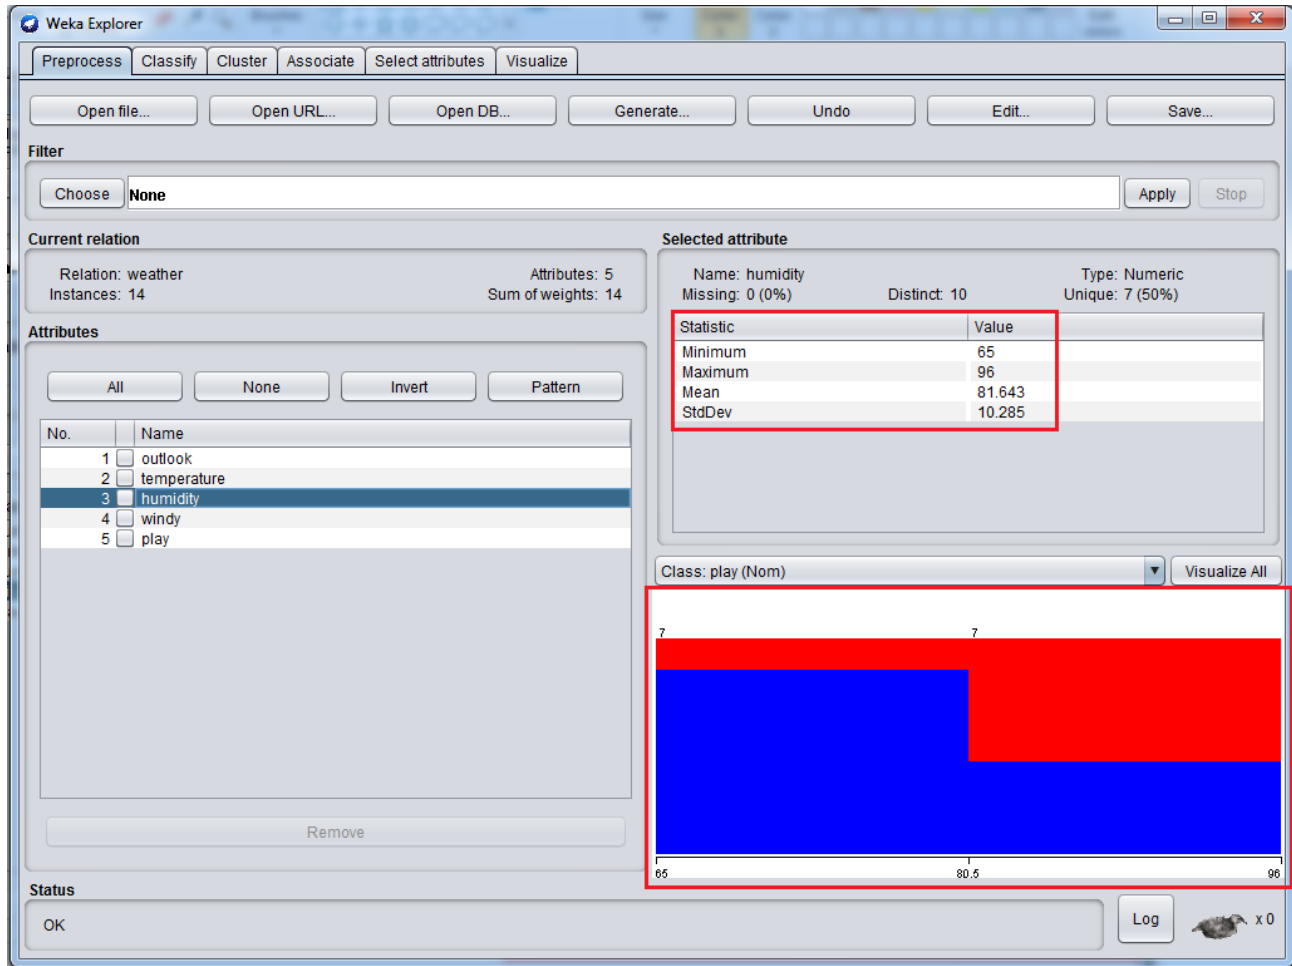 Weka Explorer
Preprocess Classify Cluster Associate Select attributes Visualize
Open file... Open URL... Open DB... Generate... Undo Edit... Save...
Filter
Choose None Apply Stop
Current relation
Relation: weather Attributes: 5
Instances: 14 Sum of weights: 14
Selected attribute
Name: humidity Type: Numeric
Missing: 0 (0%) Distinct: 10 Unique: 7 (50%)
Statistic Value
Minimum 65
Maximum 96
Mean 81.643
StdDev 10.285
Attributes
All None Invert Pattern
No. Name
1 outlook
2 temperature
3 humidity
4 windy
5 play
Remove
Class: play (Nom) Visualize All
7 7
65 80.5 96
Status
OK
Log x 0